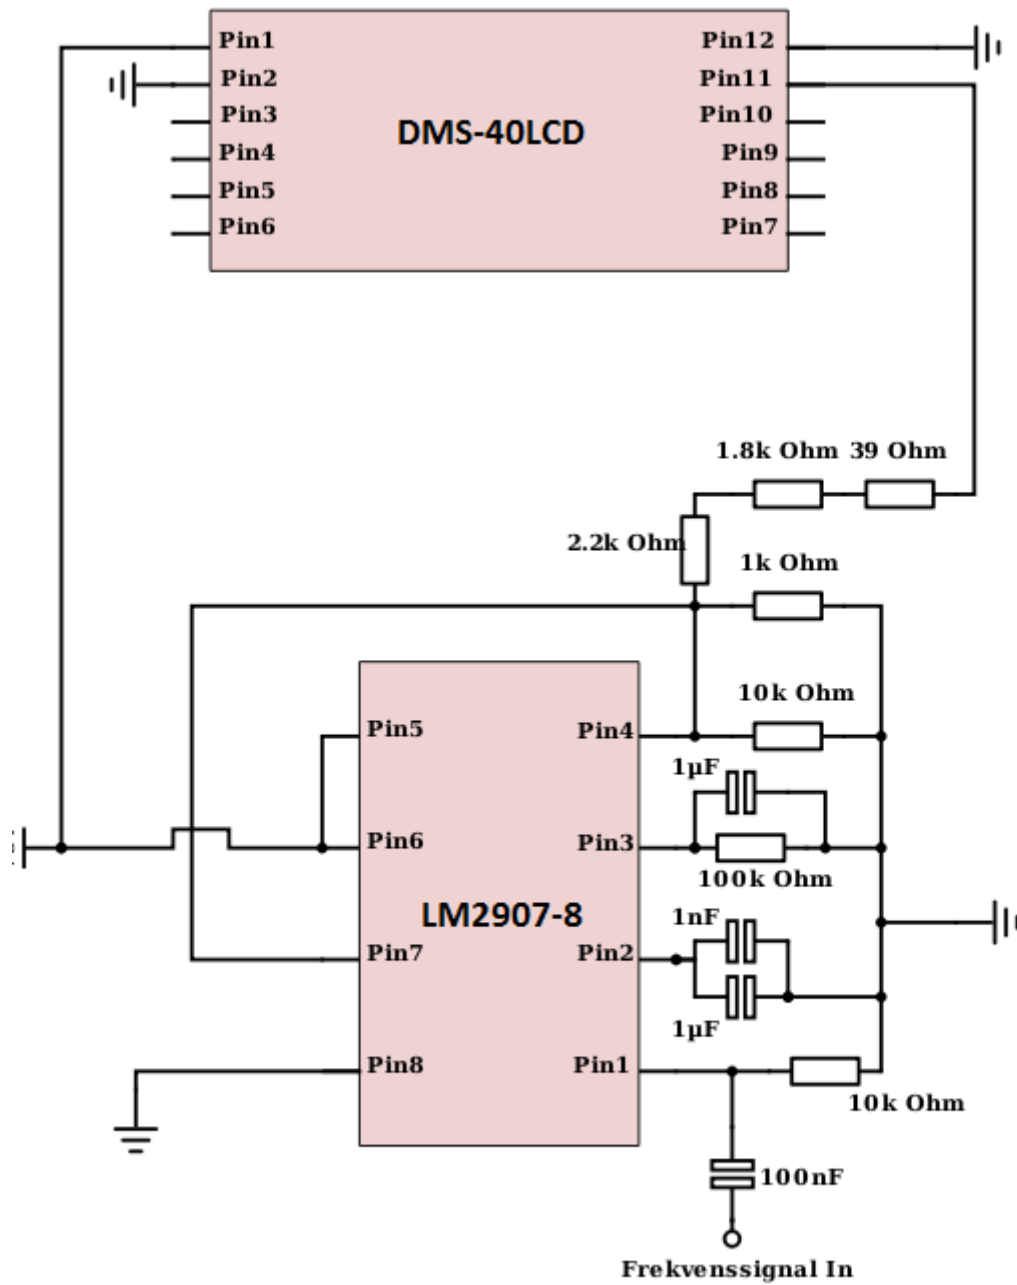 Pin1
Pin12
Pin2
Pin11
Pin3
Pin10
DMS-40LCD
Pin4
Pin9
Pin5
Pin8
Pin6
Pin7
1.8k Ohm 39 Ohm
2.2k Ohm
1k Ohm
10k Ohm
Pin5
Pin4
1µF
Pin6
Pin3
100k Ohm
LM2907-8
1nF
Pin7
Pin2
1µF
Pin8
Pin1
10k Ohm
100nF
Frekvenssignal In